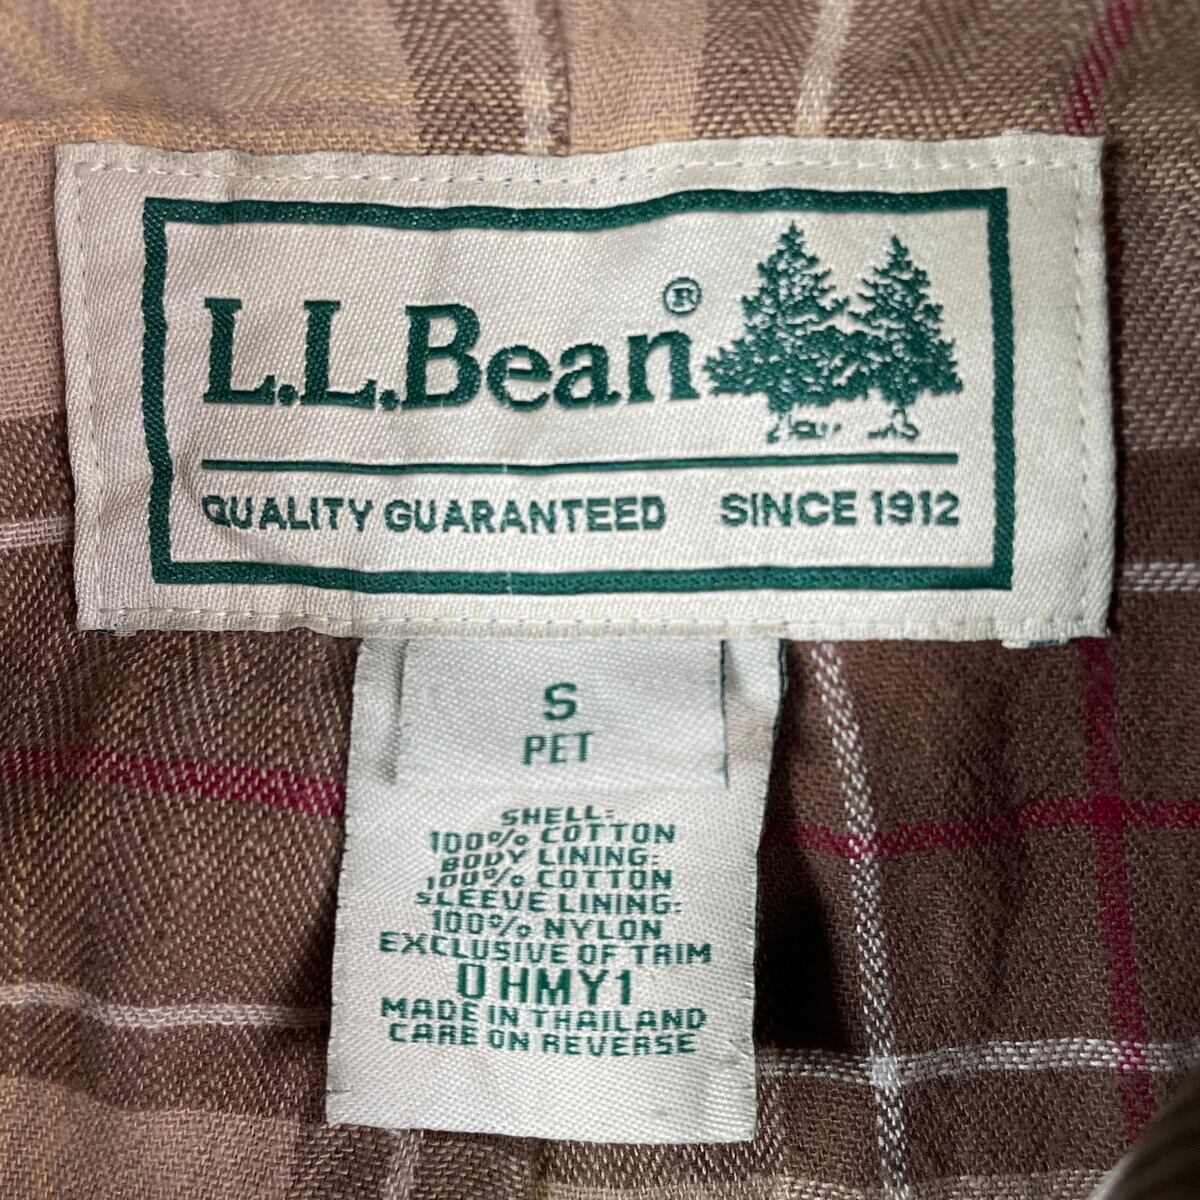 L.L.Bean®
QUALITY GUARANTEED SINCE 1912
S
PET
SHELL:
100% COTTON
BODY LINING:
100% COTTON
SLEEVE LINING:
100% NYLON
EXCLUSIVE OF TRIM
0HMY1
MADE IN THAILAND
CARE ON REVERSE